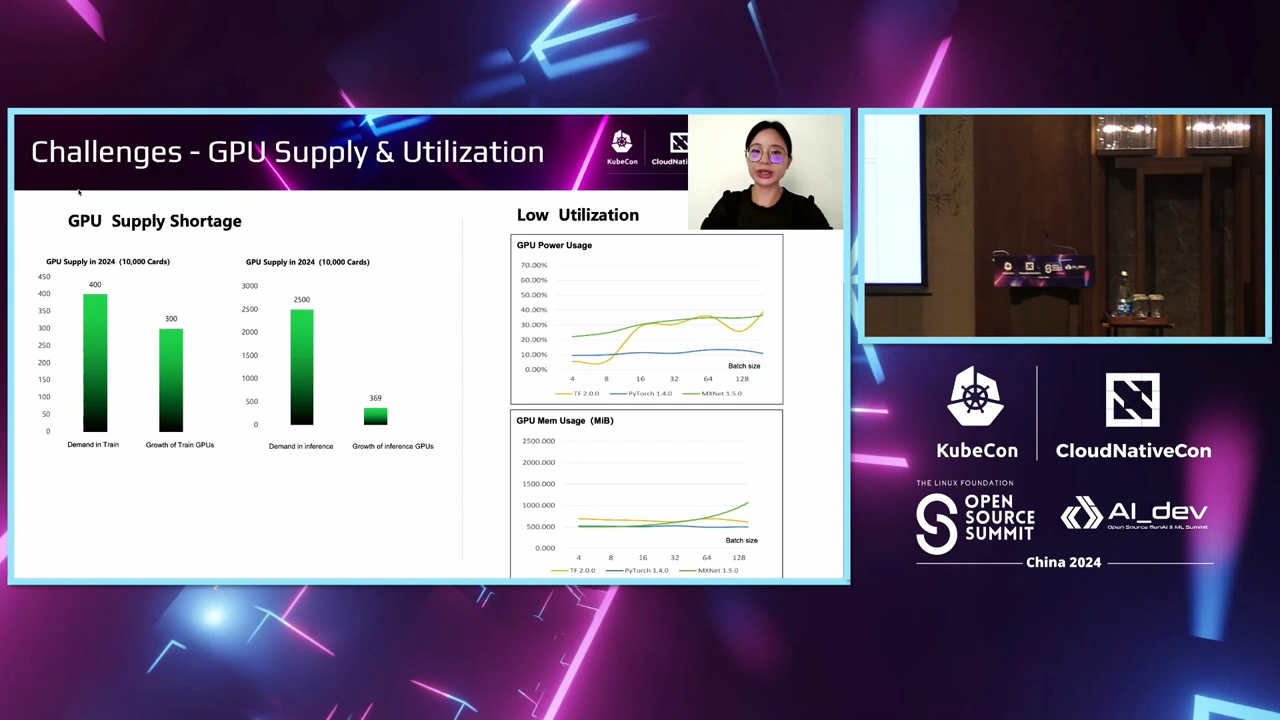 Challenges - GPU Supply & Utilization
KubeCon
GPU Supply Shortage
GPU Supply in 2024 (10,000 Cards)
450
400
350
300
250
200
150
100
50
0
400
300
Demand in Train
Growth of Train GPUs
GPU Supply in 2024 (10,000 Cards)
3000
2500
2000
1500
1000
500
0
2500
369
Demand in inference
Growth of inference GPUs
Low Utilization
GPU Power Usage
70.00%
60.00%
50.00%
40.00%
30.00%
20.00%
10.00%
0.00%
Batch size
4 8 16 32 64 128
TF 2.0.0 PyTorch 1.4.0 MXNet 1.5.0
GPU Mem Usage (MiB)
2500.000
2000.000
1500.000
1000.000
500.000
0.000
Batch size
4 8 16 32 64 128
TF 2.0.0 PyTorch 1.4.0 MXNet 1.5.0
KubeCon
CloudNativeCon
THE LINUX FOUNDATION
OPEN
SOURCE
SUMMIT
AI_dev
Open Source GenAI & ML Summit
China 2024